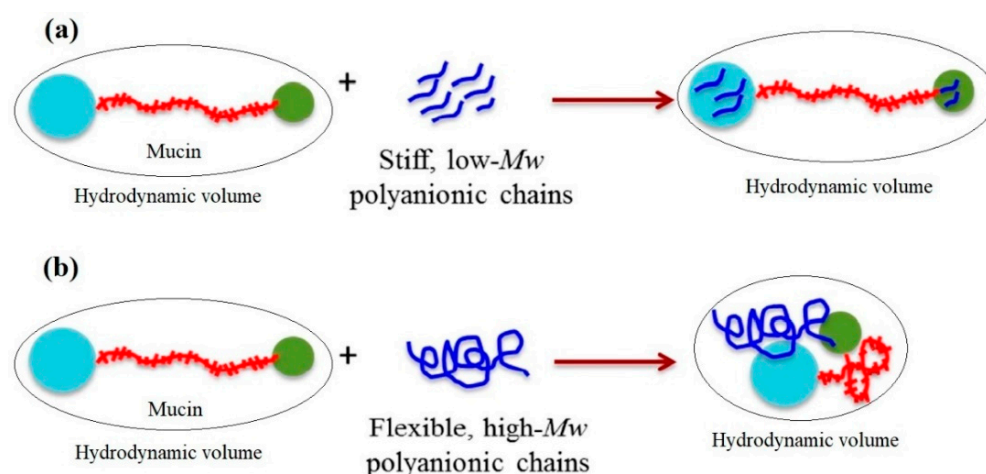 (a)
+
Mucin
Hydrodynamic volume
Stiff, low-Mw
polyanionic chains
Hydrodynamic volume
(b)
+
Mucin
Hydrodynamic volume
Flexible, high-Mw
polyanionic chains
Hydrodynamic volume